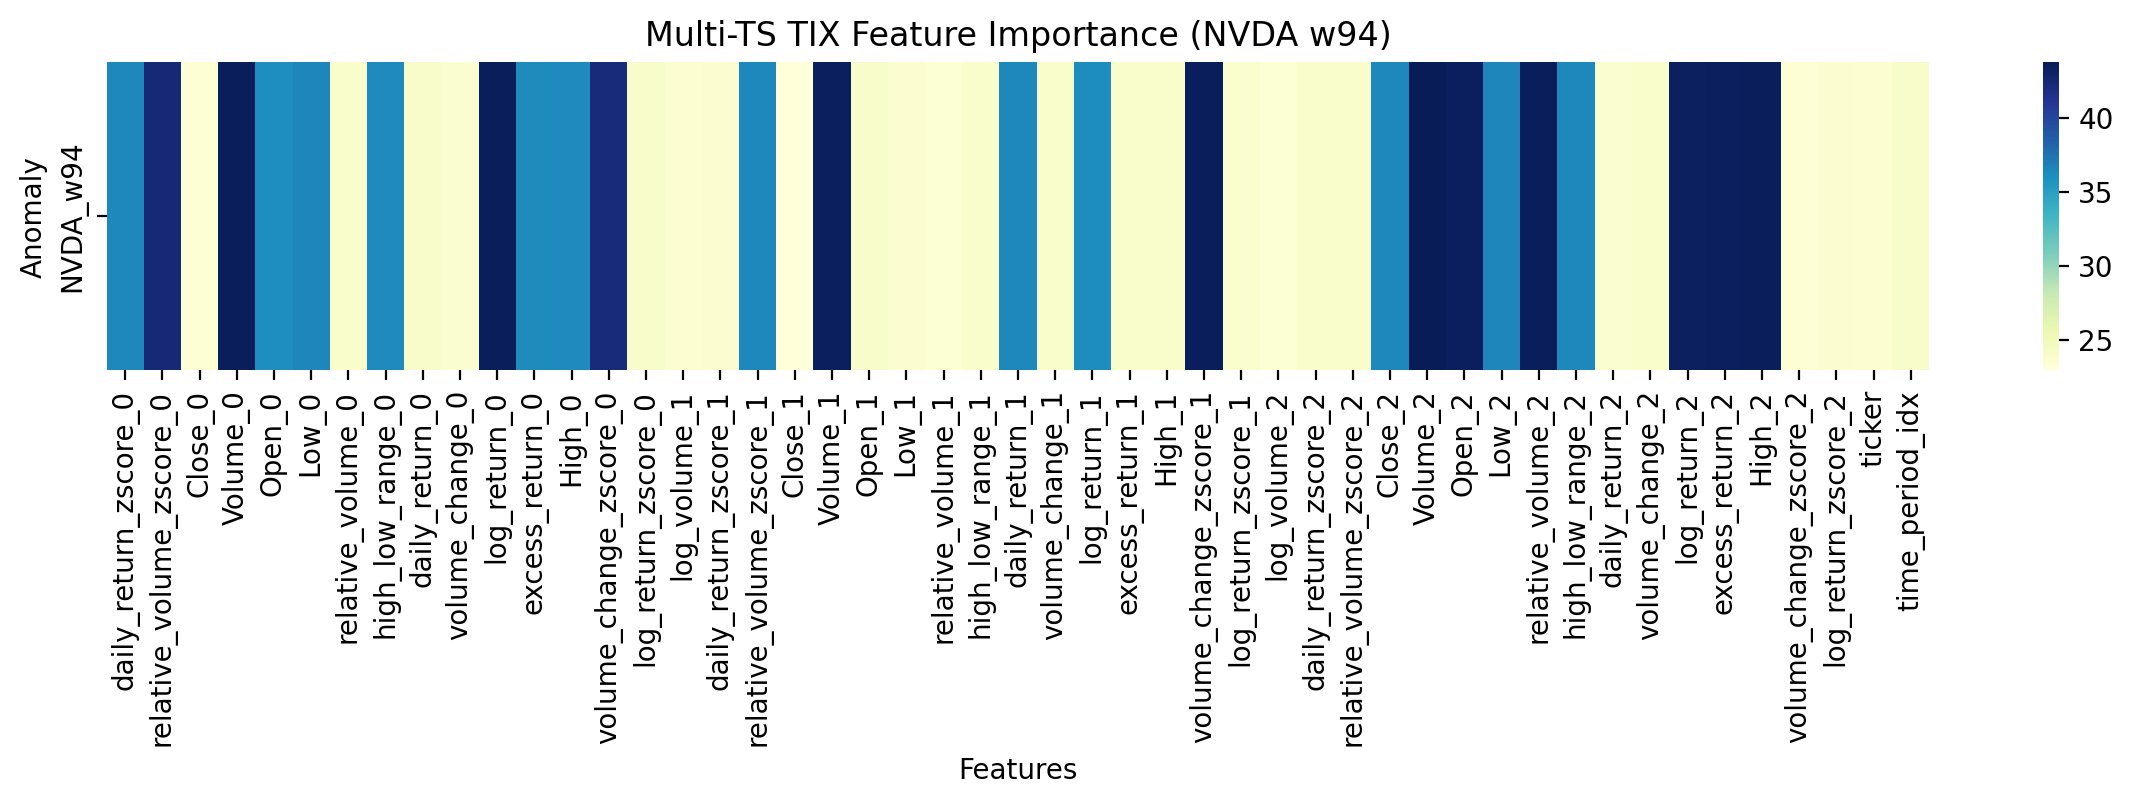 Multi-TS TIX Feature Importance (NVDA w94)
Anomaly
NVDA_w94
40
35
30
25
daily_return_zscore_0
relative_volume_zscore_0
Close_0
Volume_0
Open_0
Low_0
relative_volume_0
high_low_range_0
daily_return_0
volume_change_0
log_return_0
excess_return_0
High_0
volume_change_zscore_0
log_return_zscore_0
log_volume_1
daily_return_zscore_1
relative_volume_zscore_1
Close_1
Volume_1
Open_1
Low_1
relative_volume_1
high_low_range_1
daily_return_1
volume_change_1
log_return_1
excess_return_1
High_1
volume_change_zscore_1
log_return_zscore_1
log_volume_2
daily_return_zscore_2
relative_volume_zscore_2
Close_2
Volume_2
Open_2
Low_2
relative_volume_2
high_low_range_2
daily_return_2
volume_change_2
log_return_2
excess_return_2
High_2
volume_change_zscore_2
log_return_zscore_2
ticker
time_period_idx
Features